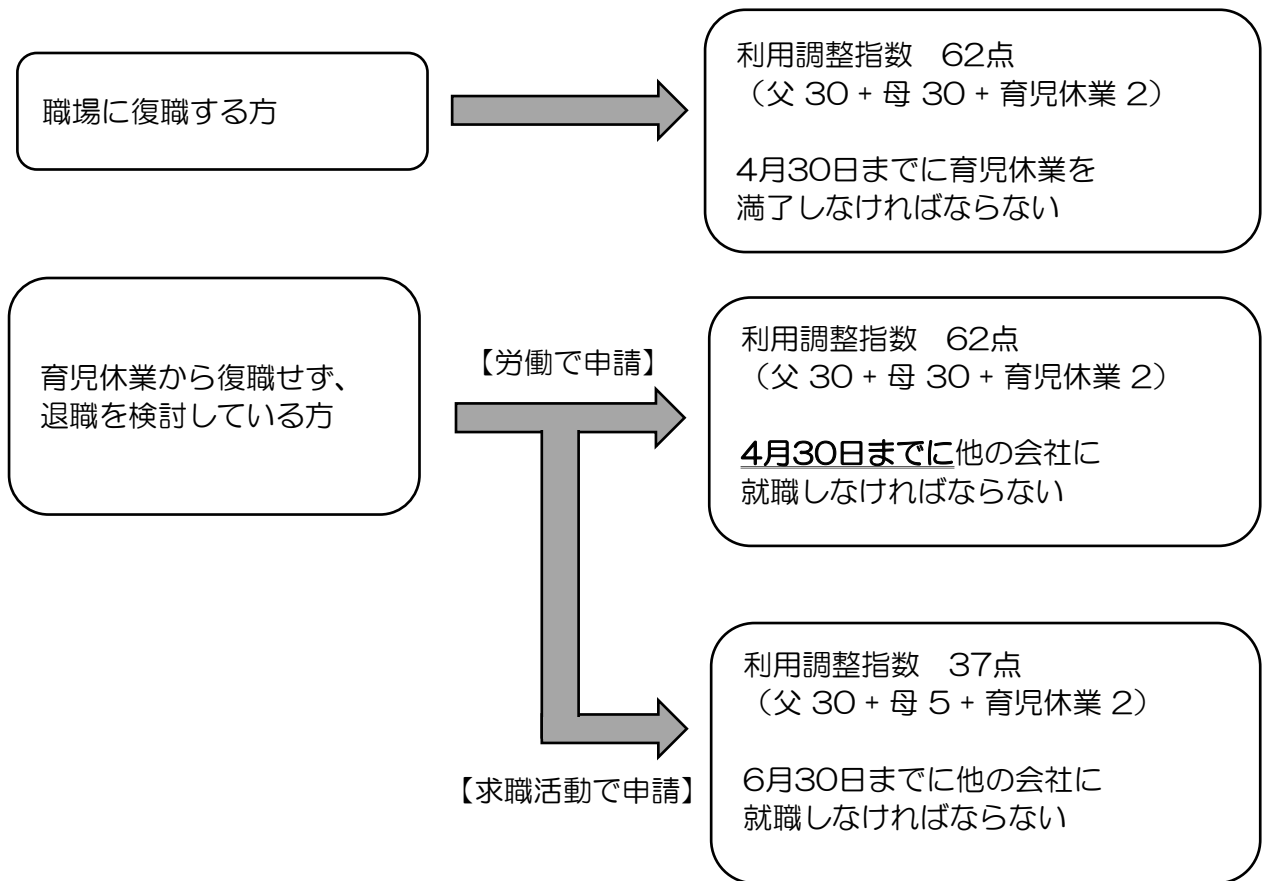 職場に復職する方
利用調整指数　62点
（父 30 + 母 30 + 育児休業 2）
4月30日までに育児休業を
満了しなければならない
育児休業から復職せず、
退職を検討している方
【労働で申請】
利用調整指数　62点
（父 30 + 母 30 + 育児休業 2）
4月30日までに他の会社に
就職しなければならない
【求職活動で申請】
利用調整指数　37点
（父 30 + 母 5 + 育児休業 2）
6月30日までに他の会社に
就職しなければならない